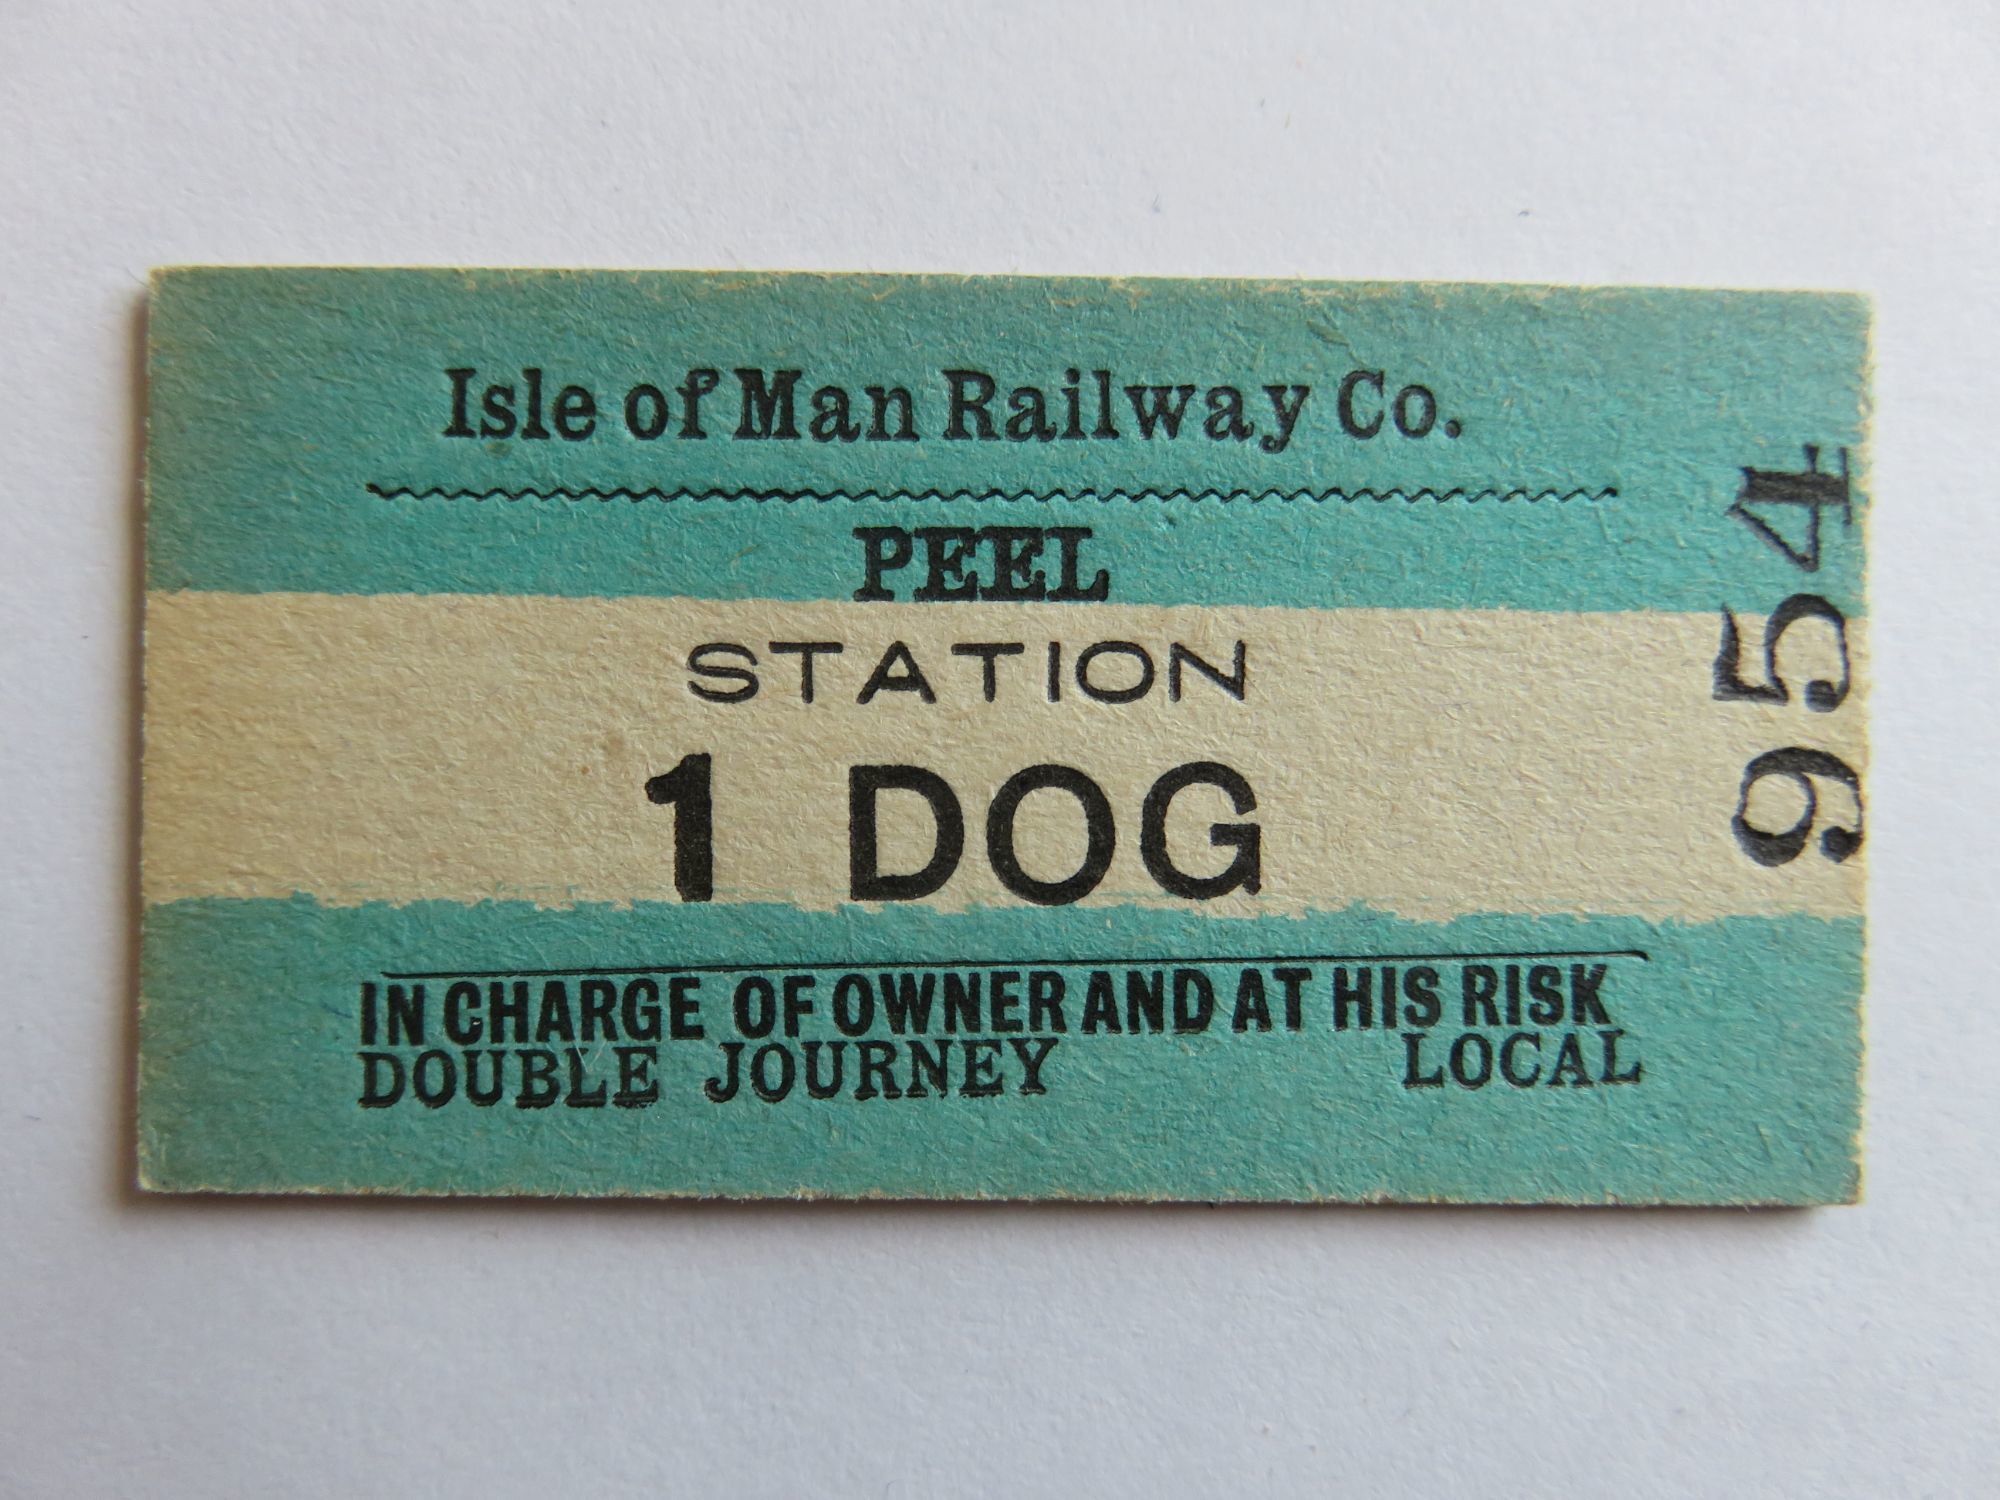 Isle of Man Railway Co.
PEEL
STATION
1 DOG
IN CHARGE OF OWNER AND AT HIS RISK
DOUBLE JOURNEY LOCAL
954